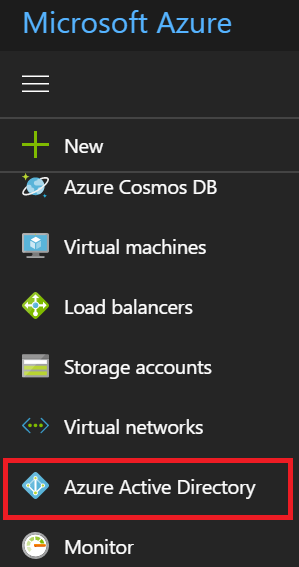 Microsoft Azure
New
Azure Cosmos DB
Virtual machines
Load balancers
Storage accounts
Virtual networks
Azure Active Directory
Monitor